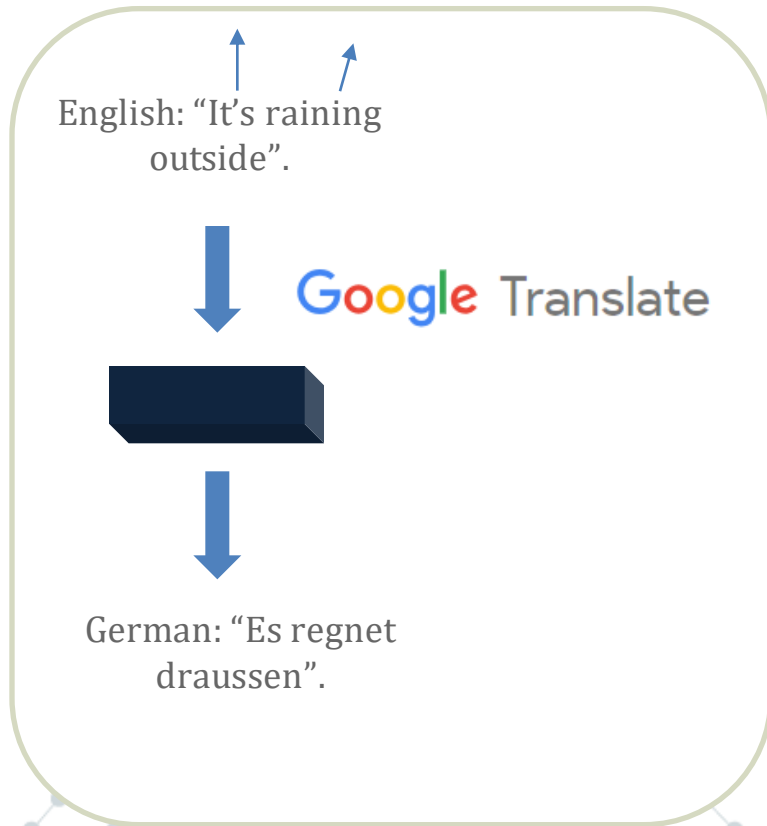 English: “It’s raining
outside”.
Google Translate
German: “Es regnet
draussen”.